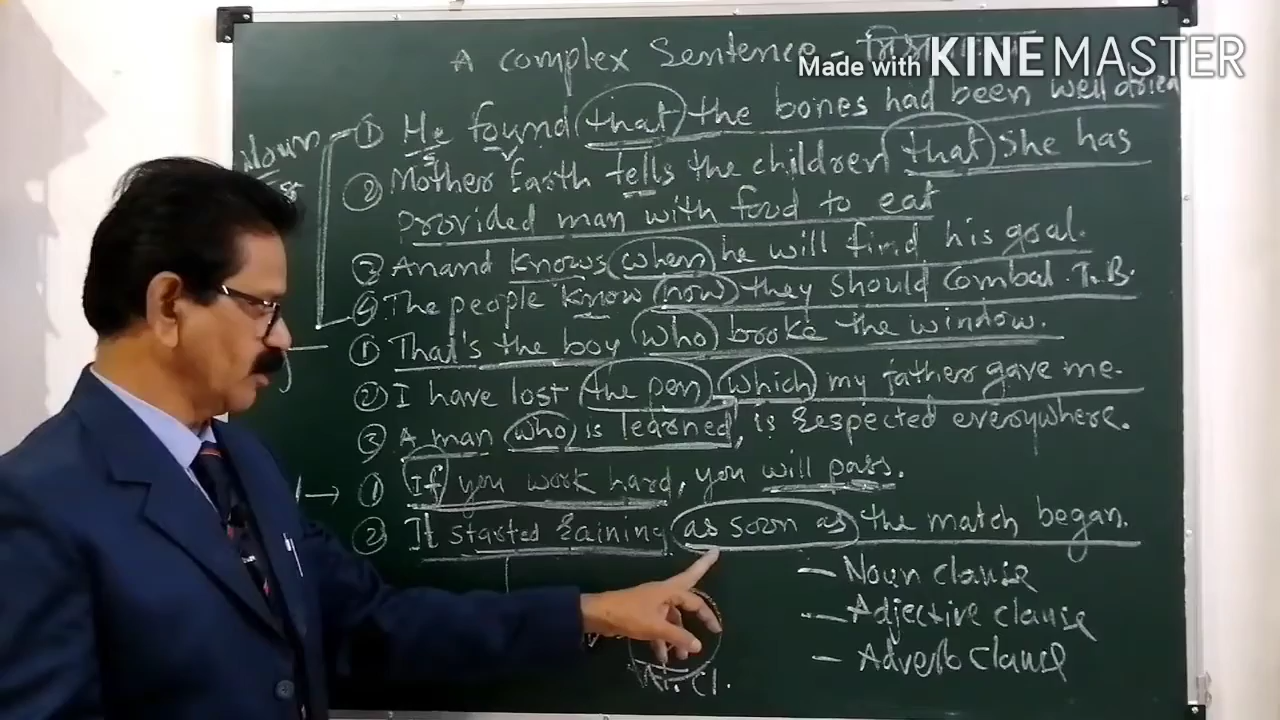 A complex Sentence -
Made with KINEMASTER
Noun
① He found that the bones had been well dried
S V
② Mother Earth tells the children that she has
provided man with food to eat
③ Anand knows when he will find his goal.
④ The people know how they should combat T.B.
① That's the boy who broke the window.
② I have lost the pen which my father gave me.
③ A man who is learned, is respected everywhere.
→ ① If you work hard, you will pass.
② It started raining as soon as the match began.
- Noun clause
- Adjective clause
- Adverb clause
Cl.